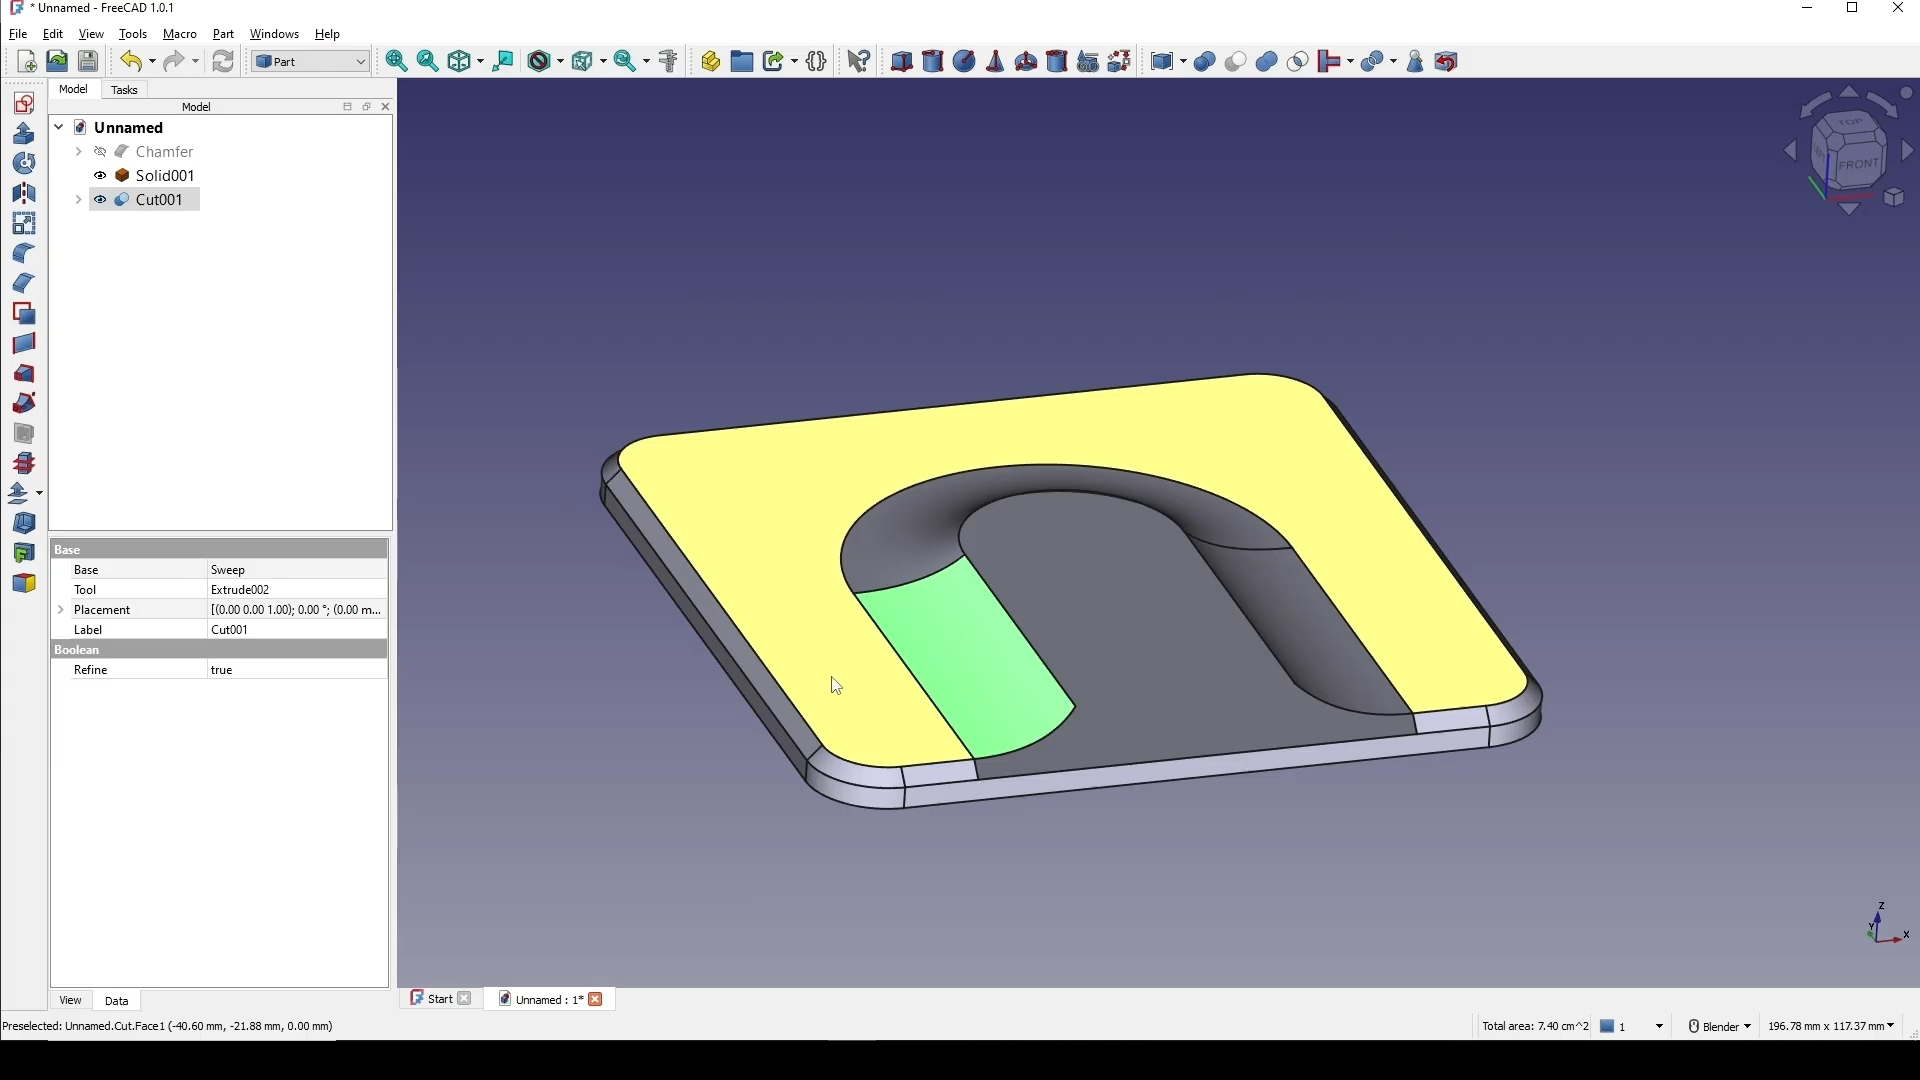 * Unnamed - FreeCAD 1.0.1
File Edit View Tools Macro Part Windows Help
Part
Model Tasks
Model
Unnamed
Chamfer
Solid001
Cut001
TOP
FRONT
Base
Base Sweep
Tool Extrude002
Placement [(0.00 0.00 1.00); 0.00 °; (0.00 m...
Label Cut001
Boolean
Refine true
Z
Y
X
View Data
Start Unnamed : 1*
Preselected: Unnamed.Cut.Face1 (-40.60 mm, -21.88 mm, 0.00 mm)
Total area: 7.40 cm^2 1 Blender 196.78 mm x 117.37 mm